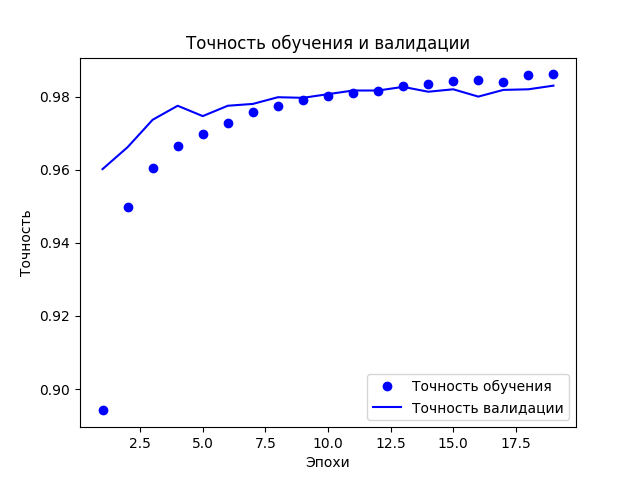 Точность обучения и валидации
0.98
0.96
0.94
0.92
0.90
Точность
2.5 5.0 7.5 10.0 12.5 15.0 17.5
Эпохи
Точность обучения
Точность валидации